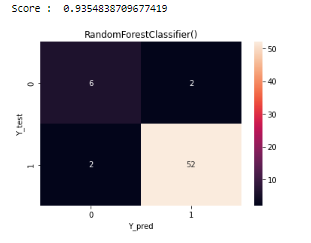 Score :  0.9354838709677419
RandomForestClassifier()
6 2
2 52
0
1
Y_test
0 1
Y_pred
50
40
30
20
10